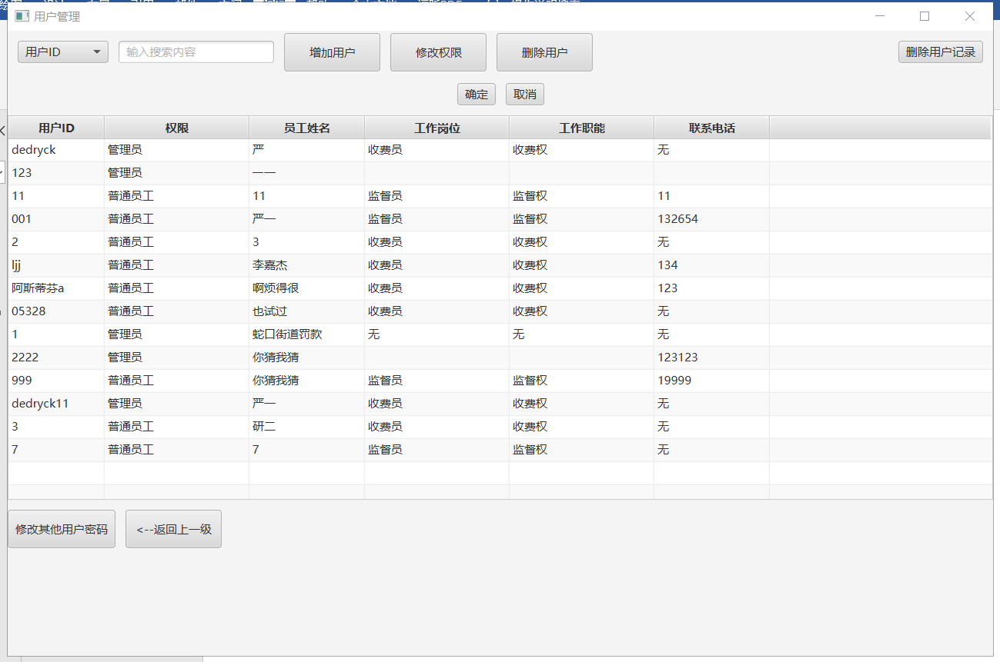 用户管理
用户ID 输入搜索内容 增加用户 修改权限 删除用户 删除用户记录
确定 取消
用户ID 权限 员工姓名 工作岗位 工作职能 联系电话
dedryck 管理员 严 收费员 收费权 无
123 管理员 一一
11 普通员工 11 监督员 监督权 11
001 普通员工 严一 监督员 监督权 132654
2 普通员工 3 收费员 收费权 无
ljj 普通员工 李嘉杰 收费员 收费权 134
阿斯蒂芬a 普通员工 啊烦得很 收费员 收费权 123
05328 普通员工 也试过 收费员 收费权 无
1 管理员 蛇口街道罚款 无 无 无
2222 管理员 你猜我猜 123123
999 普通员工 你猜我猜 监督员 监督权 19999
dedryck11 管理员 严一 收费员 收费权 无
3 普通员工 研二 收费员 收费权 无
7 普通员工 7 监督员 监督权 无
修改其他用户密码 <--返回上一级